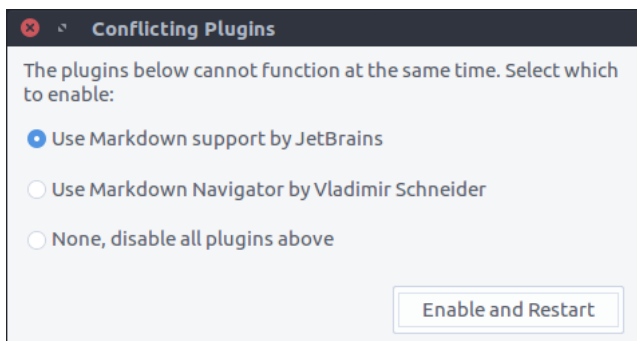 Conflicting Plugins
The plugins below cannot function at the same time. Select which
to enable:
Use Markdown support by JetBrains
Use Markdown Navigator by Vladimir Schneider
None, disable all plugins above
Enable and Restart